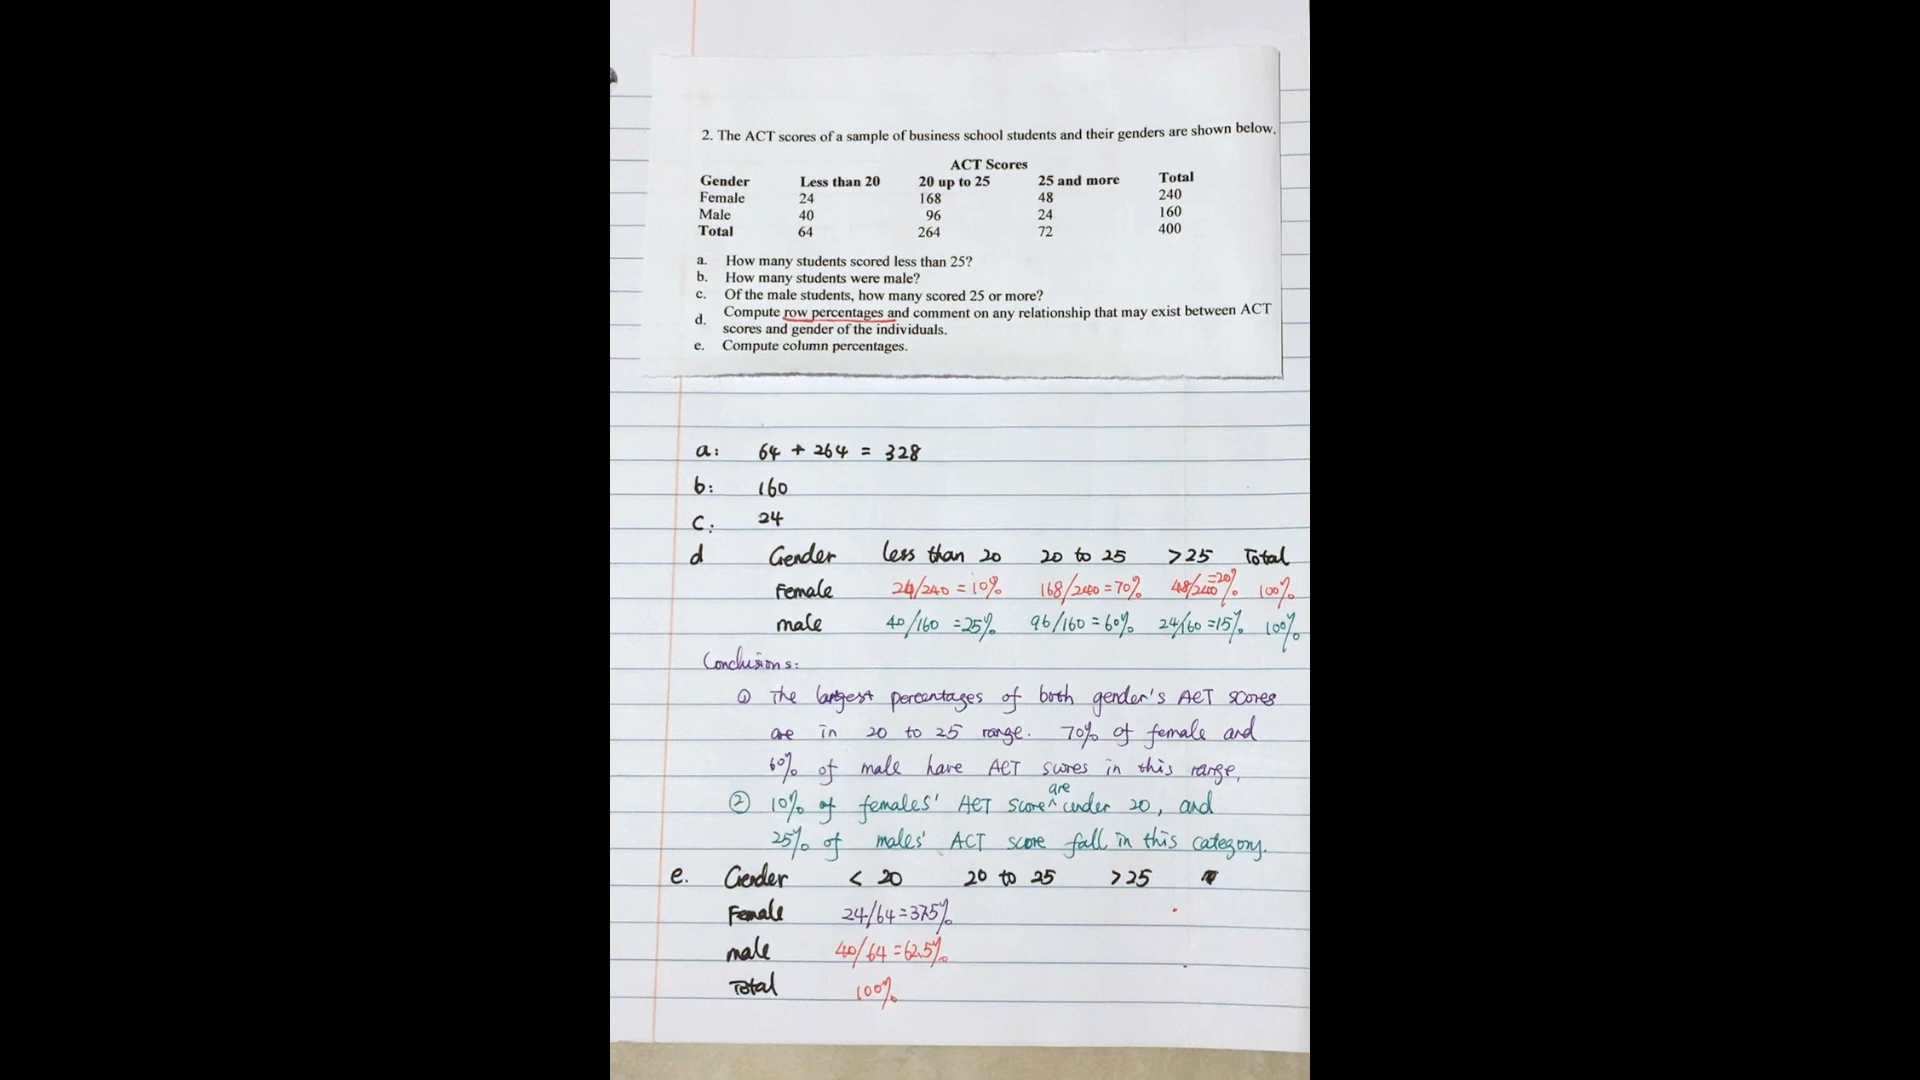 2. The ACT scores of a sample of business school students and their genders are shown below.
ACT Scores
Gender Less than 20 20 up to 25 25 and more Total
Female 24 168 48 240
Male 40 96 24 160
Total 64 264 72 400
a. How many students scored less than 25?
b. How many students were male?
c. Of the male students, how many scored 25 or more?
d. Compute row percentages and comment on any relationship that may exist between ACT
scores and gender of the individuals.
e. Compute column percentages.
a: 64 + 264 = 328
b: 160
C: 24
d Gender less than 20 20 to 25 >25 Total
Female 24/240 = 10% 168/240 = 70% 48/240 = 20% 100%
male 40/160 = 25% 96/160 = 60% 24/160 = 15% 100%
Conclusions:
① The largest percentages of both gender's ACT scores
are in 20 to 25 range. 70% of female and
60% of male have ACT scores in this range,
② 10% of females' ACT score are under 20, and
25% of males' ACT score fall in this category.
e. Gender < 20 20 to 25 >25
Female 24/64 = 37.5%
male 40/64 = 62.5%
Total 100%